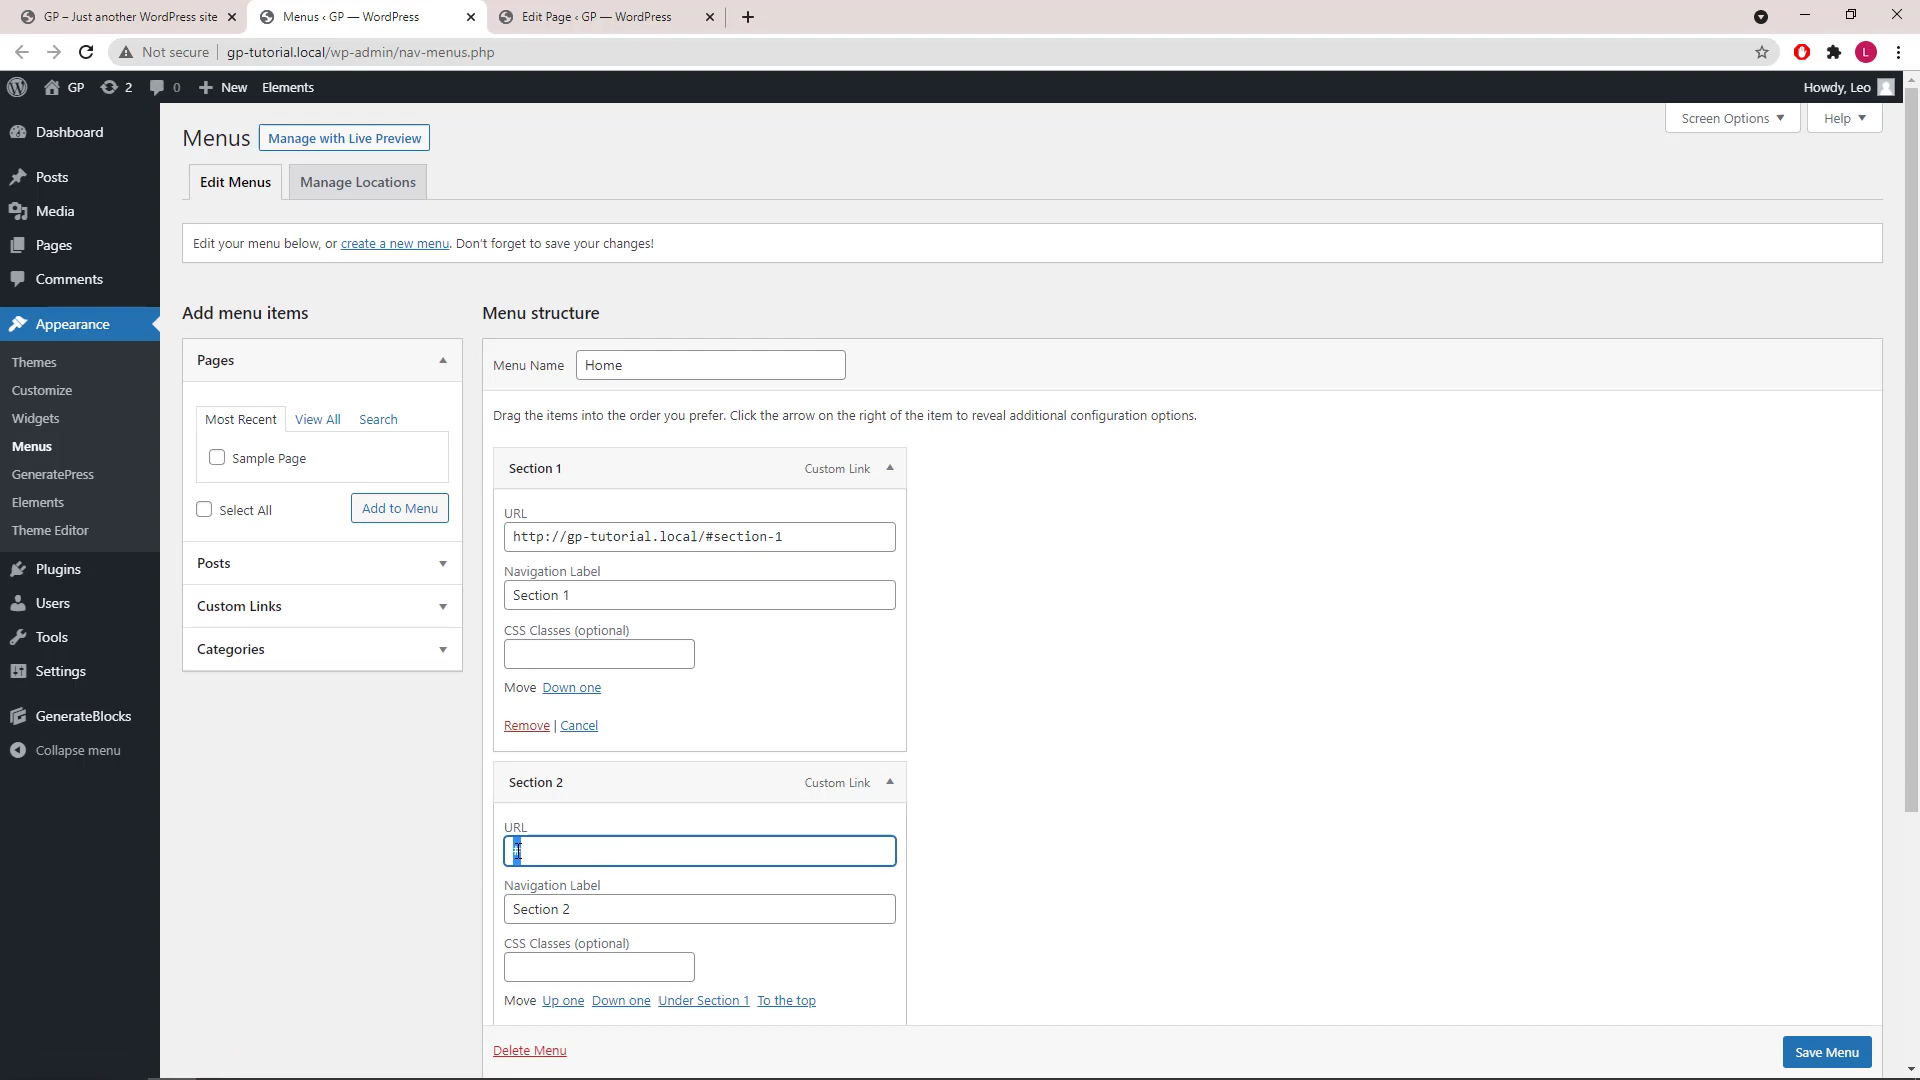 GP – Just another WordPress site
Menus ‹ GP — WordPress
Edit Page ‹ GP — WordPress
Not secure
gp-tutorial.local/wp-admin/nav-menus.php
L
GP
2
0
New
Elements
Howdy, Leo
Dashboard
Posts
Media
Pages
Comments
Appearance
Themes
Customize
Widgets
Menus
GeneratePress
Elements
Theme Editor
Plugins
Users
Tools
Settings
GenerateBlocks
Collapse menu
Screen Options
Help
Menus
Manage with Live Preview
Edit Menus
Manage Locations
Edit your menu below, or create a new menu. Don't forget to save your changes!
Add menu items
Pages
Most Recent
View All
Search
Sample Page
Select All
Add to Menu
Posts
Custom Links
Categories
Menu structure
Menu Name
Home
Drag the items into the order you prefer. Click the arrow on the right of the item to reveal additional configuration options.
Section 1
Custom Link
URL
http://gp-tutorial.local/#section-1
Navigation Label
Section 1
CSS Classes (optional)
Move Down one
Remove | Cancel
Section 2
Custom Link
URL
Navigation Label
Section 2
CSS Classes (optional)
Move Up one Down one Under Section 1 To the top
Delete Menu
Save Menu